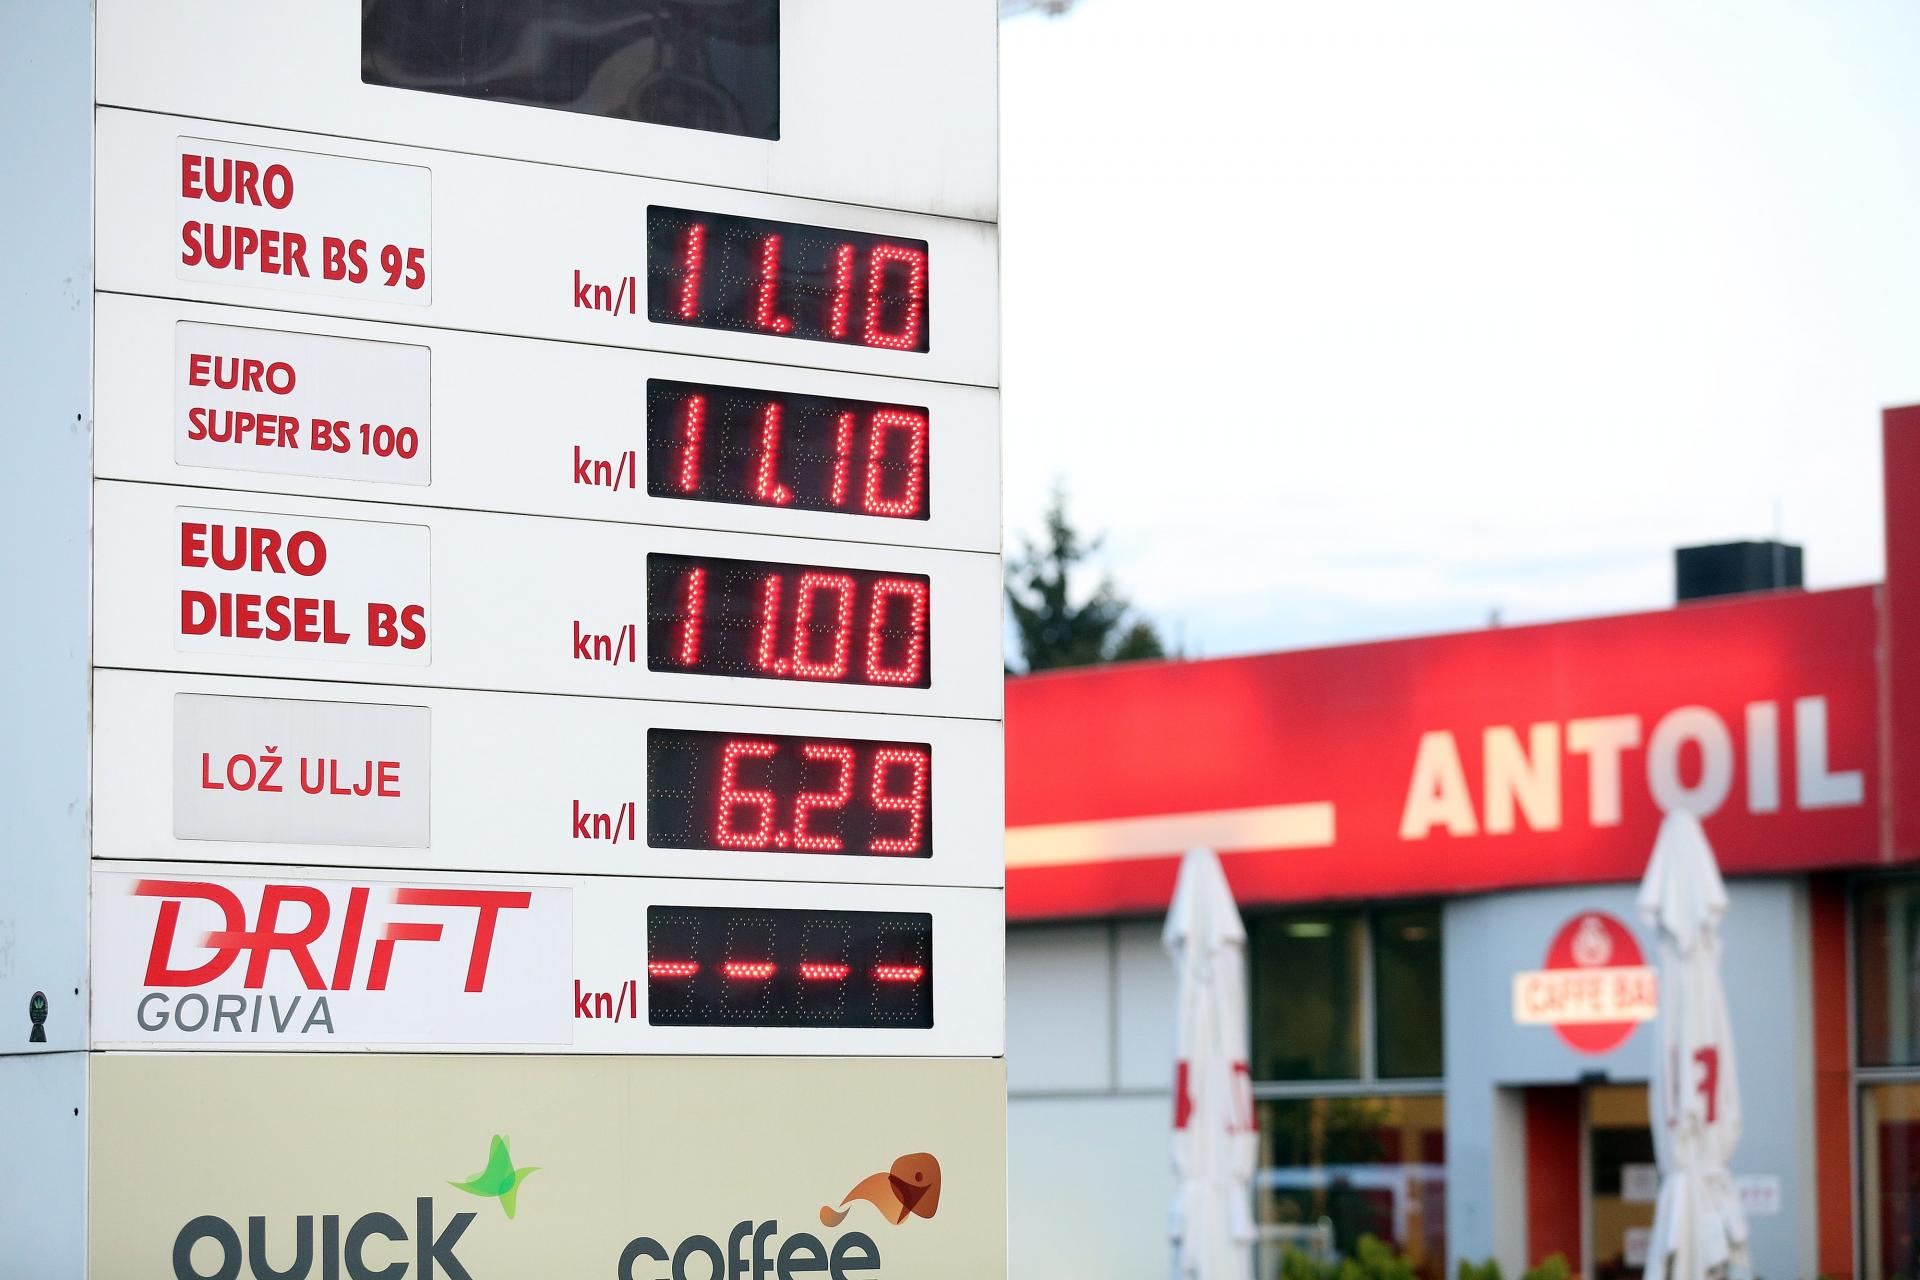 EURO
SUPER BS 95
kn/l 11.10
EURO
SUPER BS 100
kn/l 11.10
EURO
DIESEL BS
kn/l 11.00
LOŽ ULJE
kn/l 6.29
DRIFT
GORIVA
kn/l ----
quick
coffee
ANTOIL
CAFFE BA